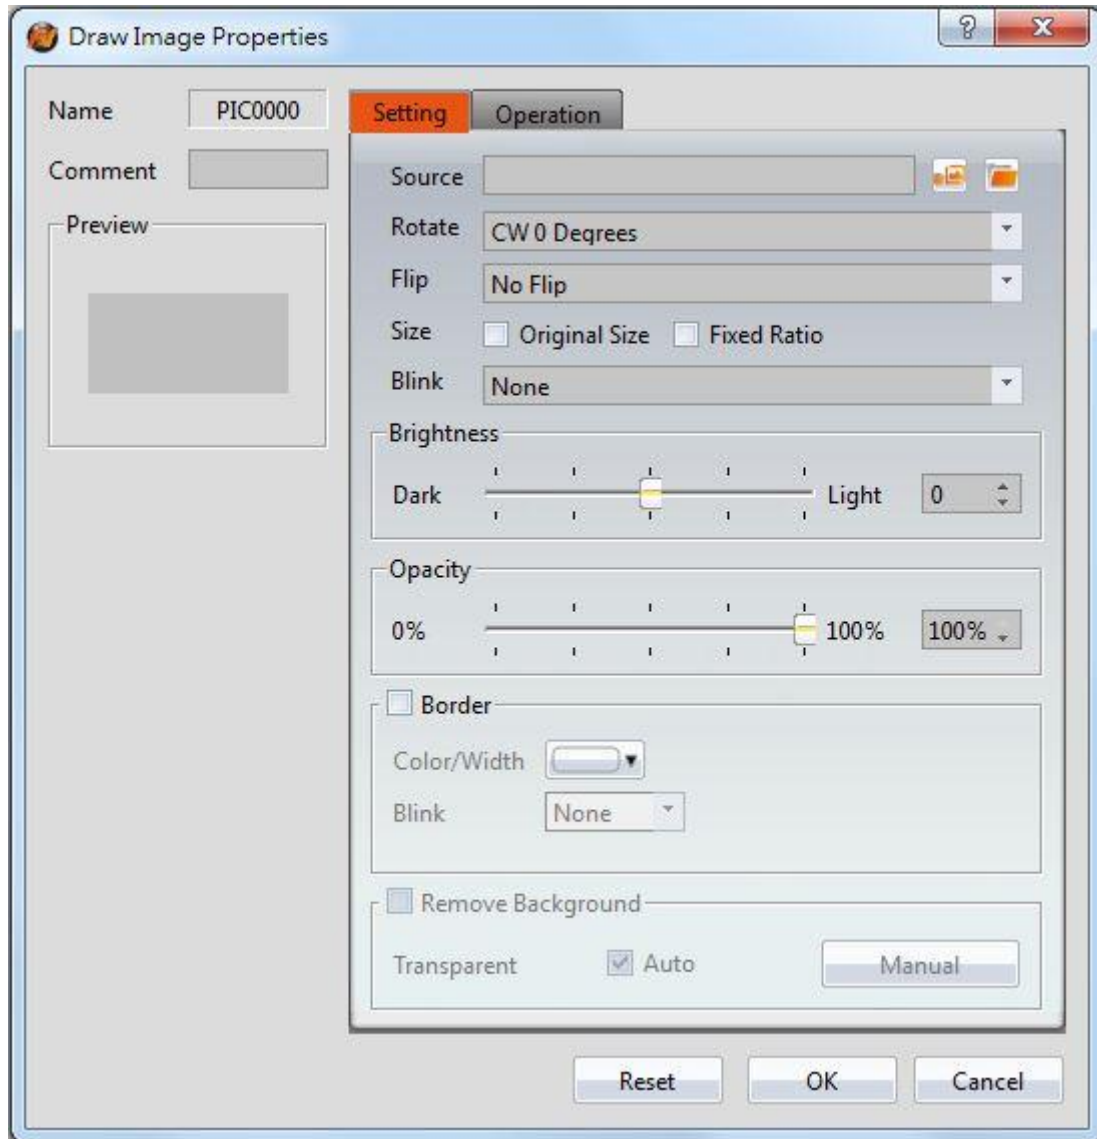 Draw Image Properties
Name PIC0000
Comment
Preview
Setting Operation
Source
Rotate CW 0 Degrees
Flip No Flip
Size Original Size Fixed Ratio
Blink None
Brightness
Dark Light 0
Opacity
0% 100% 100%
Border
Color/Width
Blink None
Remove Background
Transparent Auto Manual
Reset OK Cancel